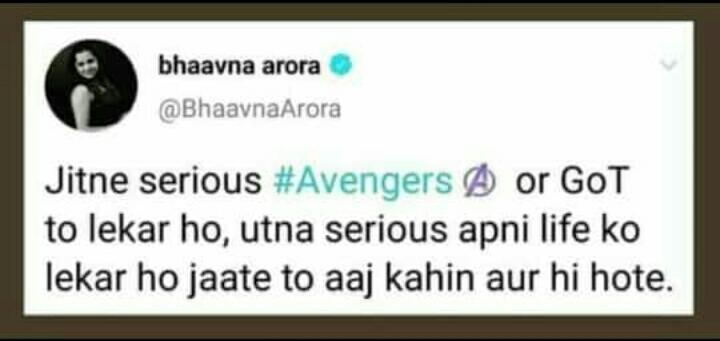 bhaavna arora
@BhaavnaArora
Jitne serious #Avengers or GoT
to lekar ho, utna serious apni life ko
lekar ho jaate to aaj kahin aur hi hote.